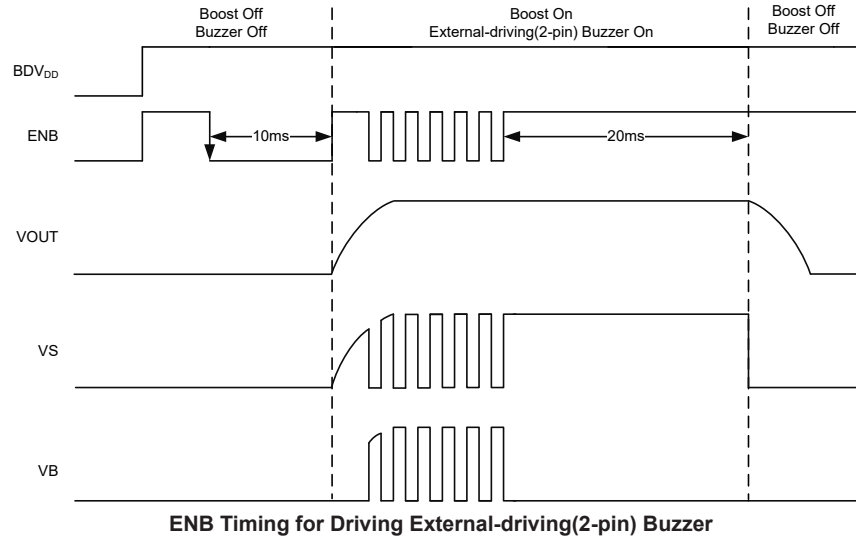 Boost Off
Buzzer Off
Boost On
External-driving(2-pin) Buzzer On
Boost Off
Buzzer Off
BDVDD
ENB
10ms
20ms
VOUT
VS
VB
ENB Timing for Driving External-driving(2-pin) Buzzer